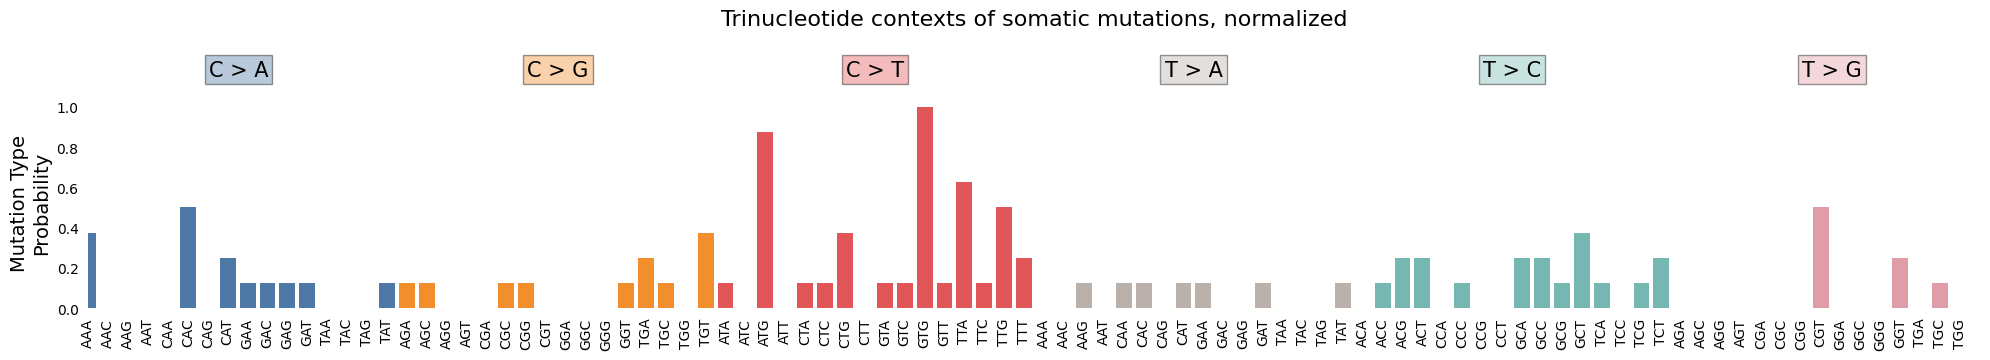 Trinucleotide contexts of somatic mutations, normalized
C > A C > G C > T T > A T > C T > G
Mutation Type
Probability
1.0
0.8
0.6
0.4
0.2
0.0
AAA AAC AAG AAT CAA CAC CAG CAT GAA GAC GAG GAT TAA TAC TAG TAT AGA AGC AGG AGT CGA CGC CGG CGT GGA GGC GGG GGT TGA TGC TGG TGT ATA ATC ATG ATT CTA CTC CTG CTT GTA GTC GTG GTT TTA TTC TTG TTT AAA AAC AAG AAT CAA CAC CAG CAT GAA GAC GAG GAT TAA TAC TAG TAT ACA ACC ACG ACT CCA CCC CCG CCT GCA GCC GCG GCT TCA TCC TCG TCT AGA AGC AGG AGT CGA CGC CGG CGT GGA GGC GGG GGT TGA TGC TGG